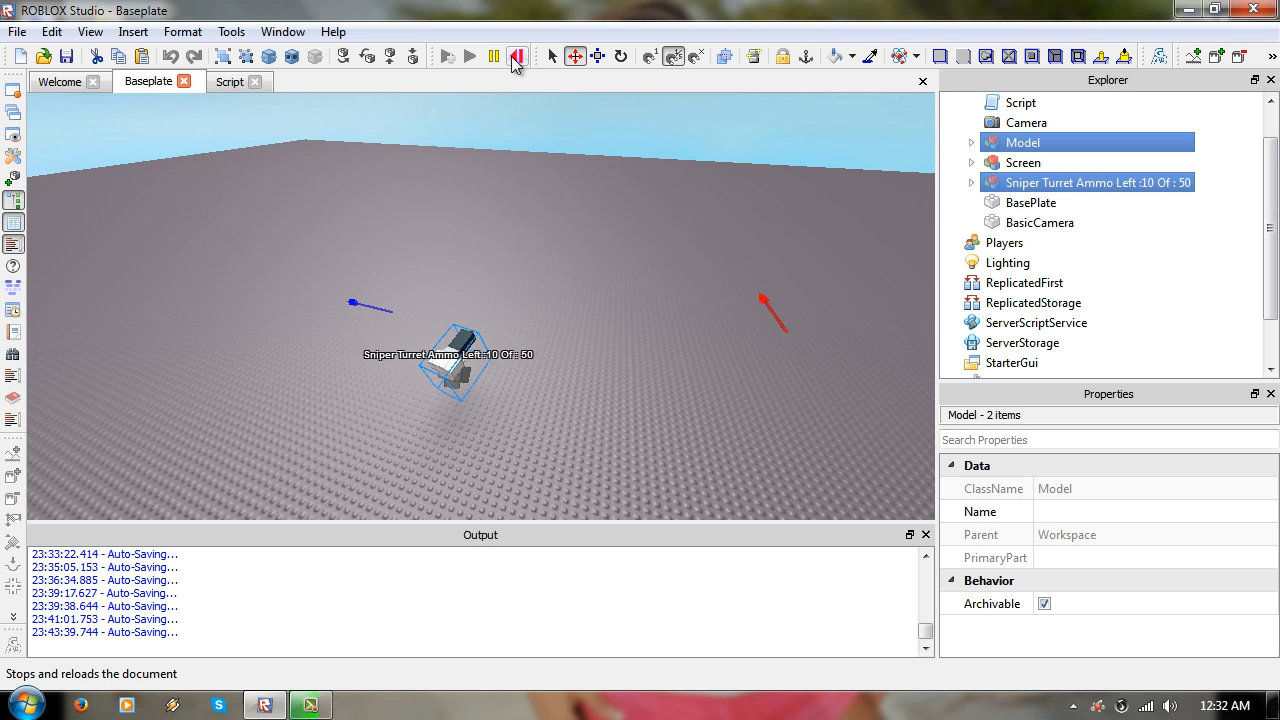 ROBLOX Studio - Baseplate
File Edit View Insert Format Tools Window Help
Welcome Baseplate Script
Explorer
Script
Camera
Model
Screen
Sniper Turret Ammo Left :10 Of : 50
BasePlate
BasicCamera
Players
Lighting
ReplicatedFirst
ReplicatedStorage
ServerScriptService
ServerStorage
StarterGui
Sniper Turret Ammo Left :10 Of : 50
Properties
Model - 2 items
Search Properties
Data
ClassName Model
Name
Parent Workspace
PrimaryPart
Behavior
Archivable
Output
23:33:22.414 - Auto-Saving...
23:35:05.153 - Auto-Saving...
23:36:34.885 - Auto-Saving...
23:39:17.627 - Auto-Saving...
23:39:38.644 - Auto-Saving...
23:41:01.753 - Auto-Saving...
23:43:39.744 - Auto-Saving...
Stops and reloads the document
12:32 AM